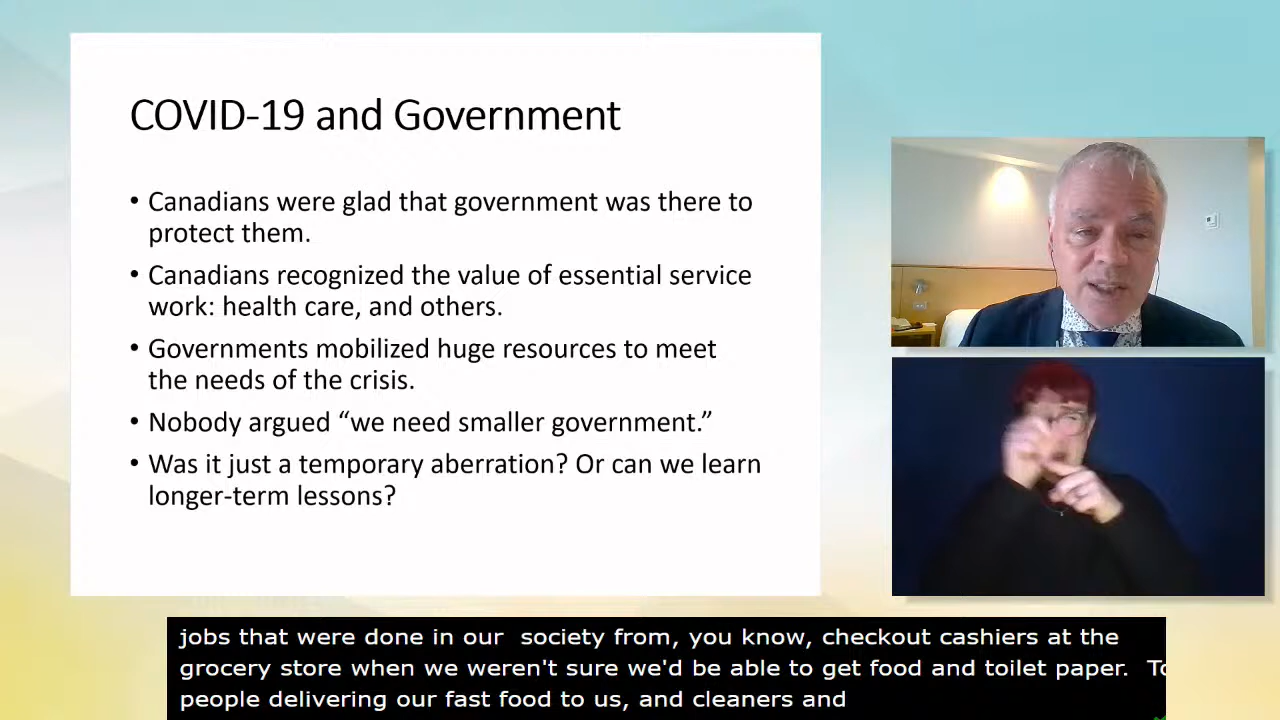 COVID-19 and Government
• Canadians were glad that government was there to
protect them.
• Canadians recognized the value of essential service
work: health care, and others.
• Governments mobilized huge resources to meet
the needs of the crisis.
• Nobody argued “we need smaller government.”
• Was it just a temporary aberration? Or can we learn
longer-term lessons?
jobs that were done in our  society from, you know, checkout cashiers at the
grocery store when we weren't sure we'd be able to get food and toilet paper.  To
people delivering our fast food to us, and cleaners and